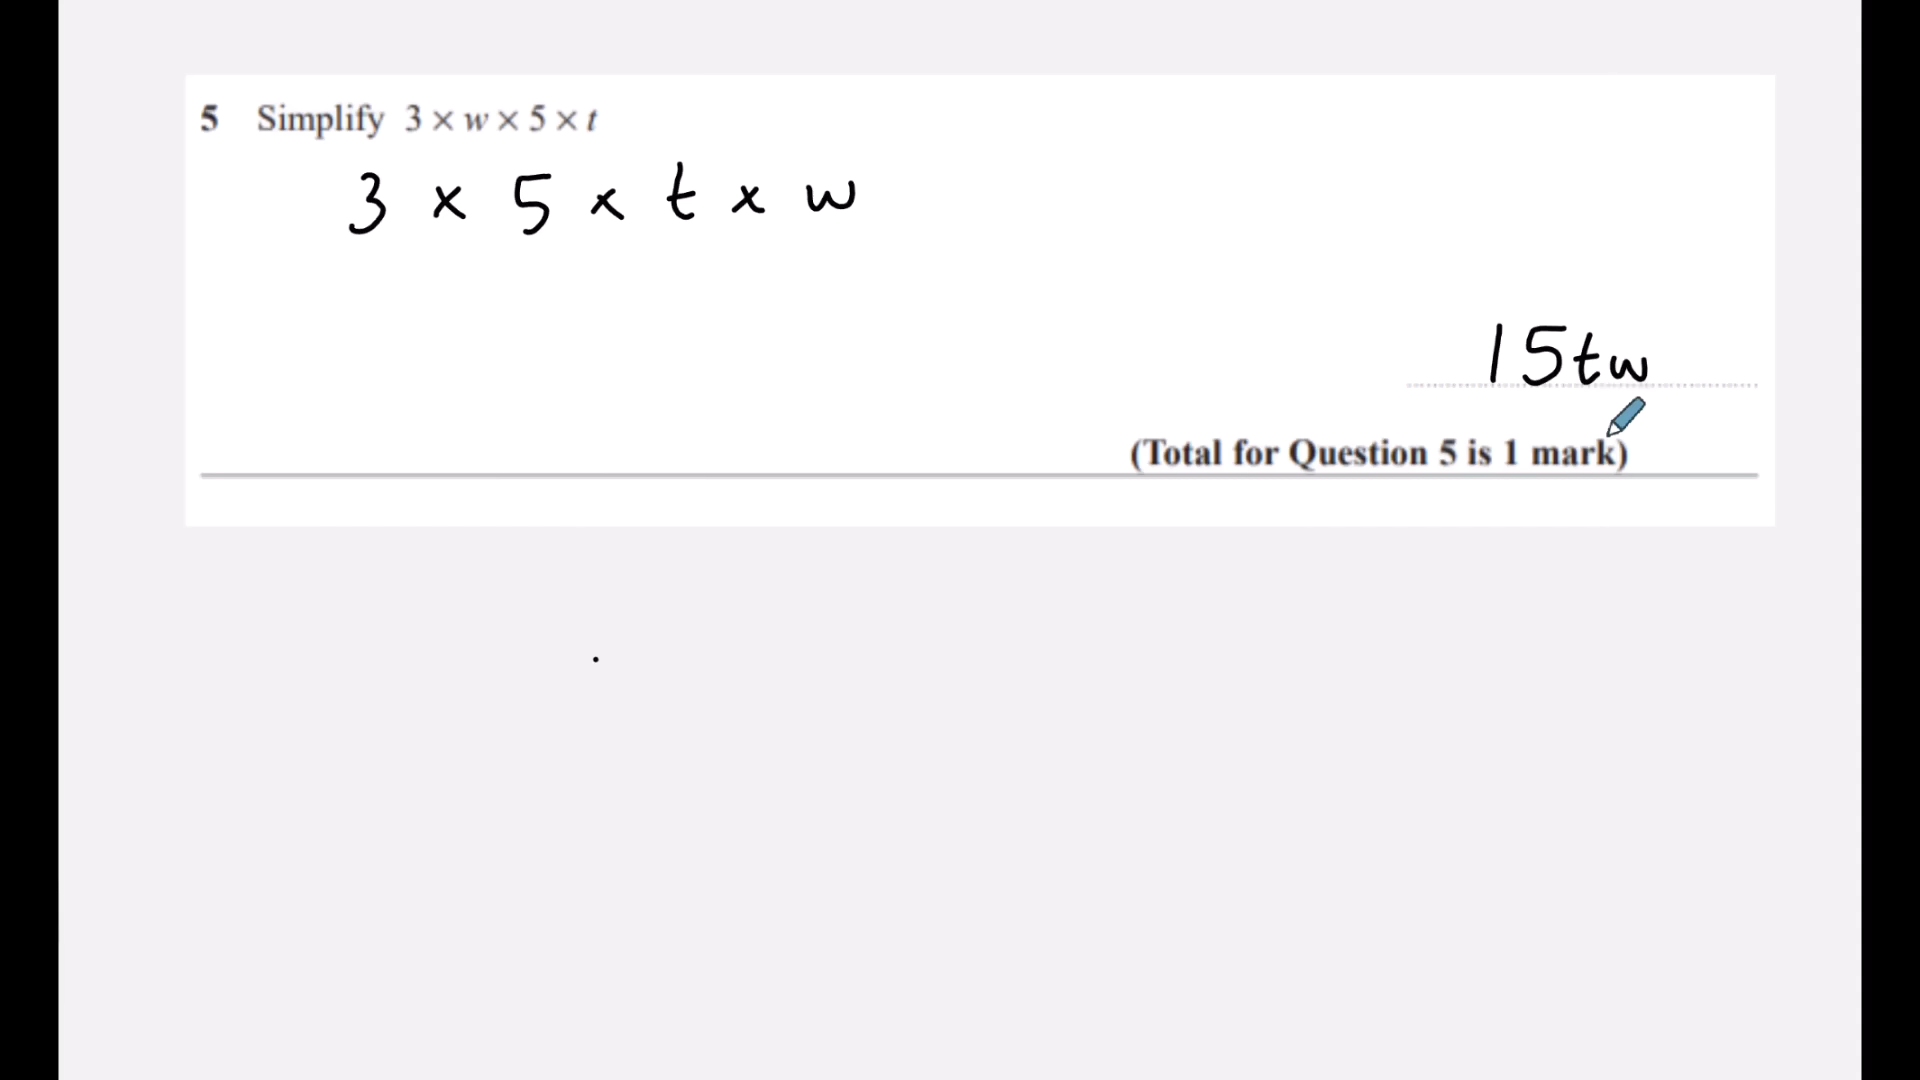 5 Simplify 3 × w × 5 × t
3 × 5 × t × w
15tw
(Total for Question 5 is 1 mark)